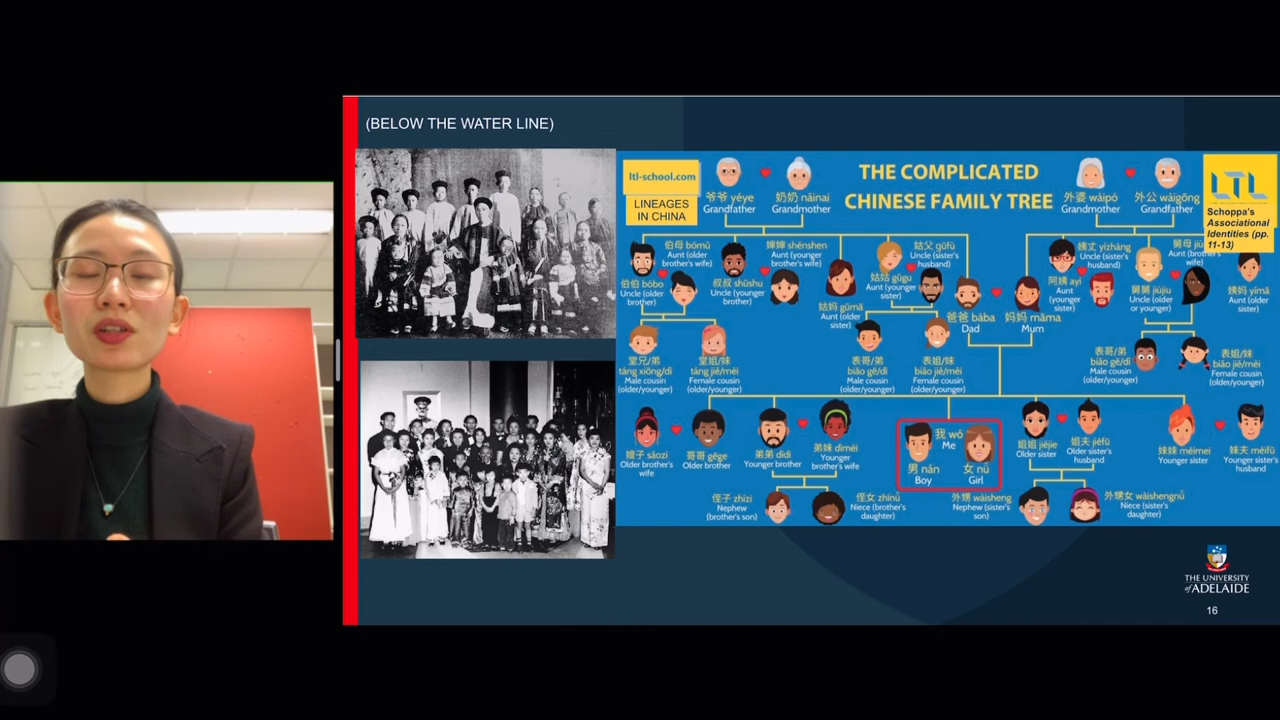 (BELOW THE WATER LINE)
ltl-school.com
LINEAGES
IN CHINA
THE COMPLICATED
CHINESE FAMILY TREE
LTL
Schoppa's
Associational
Identities (pp.
11-13)
爷爷 yéye
Grandfather
奶奶 nǎinai
Grandmother
外婆 wàipó
Grandmother
外公 wàigōng
Grandfather
伯母 bómǔ
Aunt (older
brother's wife)
伯伯 bóbo
Uncle (older
brother)
婶婶 shénshen
Aunt (younger
brother's wife)
叔叔 shūshu
Uncle (younger
brother)
姑妈 gūmā
Aunt (older
sister)
姑父 gūfù
Uncle (sister's
husband)
姑姑 gūgu
Aunt (younger
sister)
爸爸 bàba
Dad
妈妈 māma
Mum
姨丈 yízhàng
Uncle (sister's
husband)
阿姨 ayí
Aunt
(younger
sister)
舅母
Aunt
wife)
舅舅 jiùjiu
Uncle (older
or younger)
姨妈 yímā
Aunt (older
sister)
堂兄/弟
táng xiōng/dì
Male cousin
(older/younger)
堂姐/妹
táng jiě/mèi
Female cousin
(older/younger)
表哥/弟
biǎo gē/dì
Male cousin
(older/younger)
表姐/妹
biǎo jiě/mèi
Female cousin
(older/younger)
表哥/弟
biǎo gē/dì
Male cousin
(older/younger)
表姐/妹
biǎo jiě/mèi
Female cousin
(older/younger)
嫂子 sǎozi
Older brother's
wife
哥哥 gēge
Older brother
弟弟 dìdi
Younger brother
弟妹 dìmèi
Younger
brother's wife
我 wǒ
Me
男 nán
Boy
女 nǚ
Girl
姐姐 jiějie
Older sister
姐夫 jiěfū
Older sister's
husband
妹妹 mèimei
Younger sister
妹夫 mèifū
Younger sister's
husband
侄子 zhízi
Nephew
(brother's son)
侄女 zhínǚ
Niece (brother's
daughter)
外甥 wàisheng
Nephew (sister's
son)
外甥女 wàishengnǚ
Niece (sister's
daughter)
THE UNIVERSITY
of ADELAIDE
16